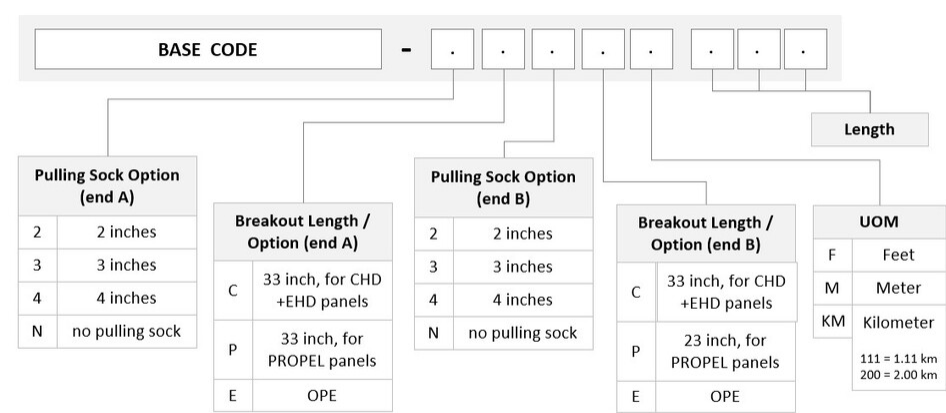 BASE CODE - . . . . . . . .
Length
Pulling Sock Option
(end A)
2 2 inches
3 3 inches
4 4 inches
N no pulling sock
Breakout Length /
Option (end A)
C 33 inch, for CHD
+EHD panels
P 33 inch, for
PROPEL panels
E OPE
Pulling Sock Option
(end B)
2 2 inches
3 3 inches
4 4 inches
N no pulling sock
Breakout Length /
Option (end B)
C 33 inch, for CHD
+EHD panels
P 23 inch, for
PROPEL panels
E OPE
UOM
F Feet
M Meter
KM Kilometer
111 = 1.11 km
200 = 2.00 km